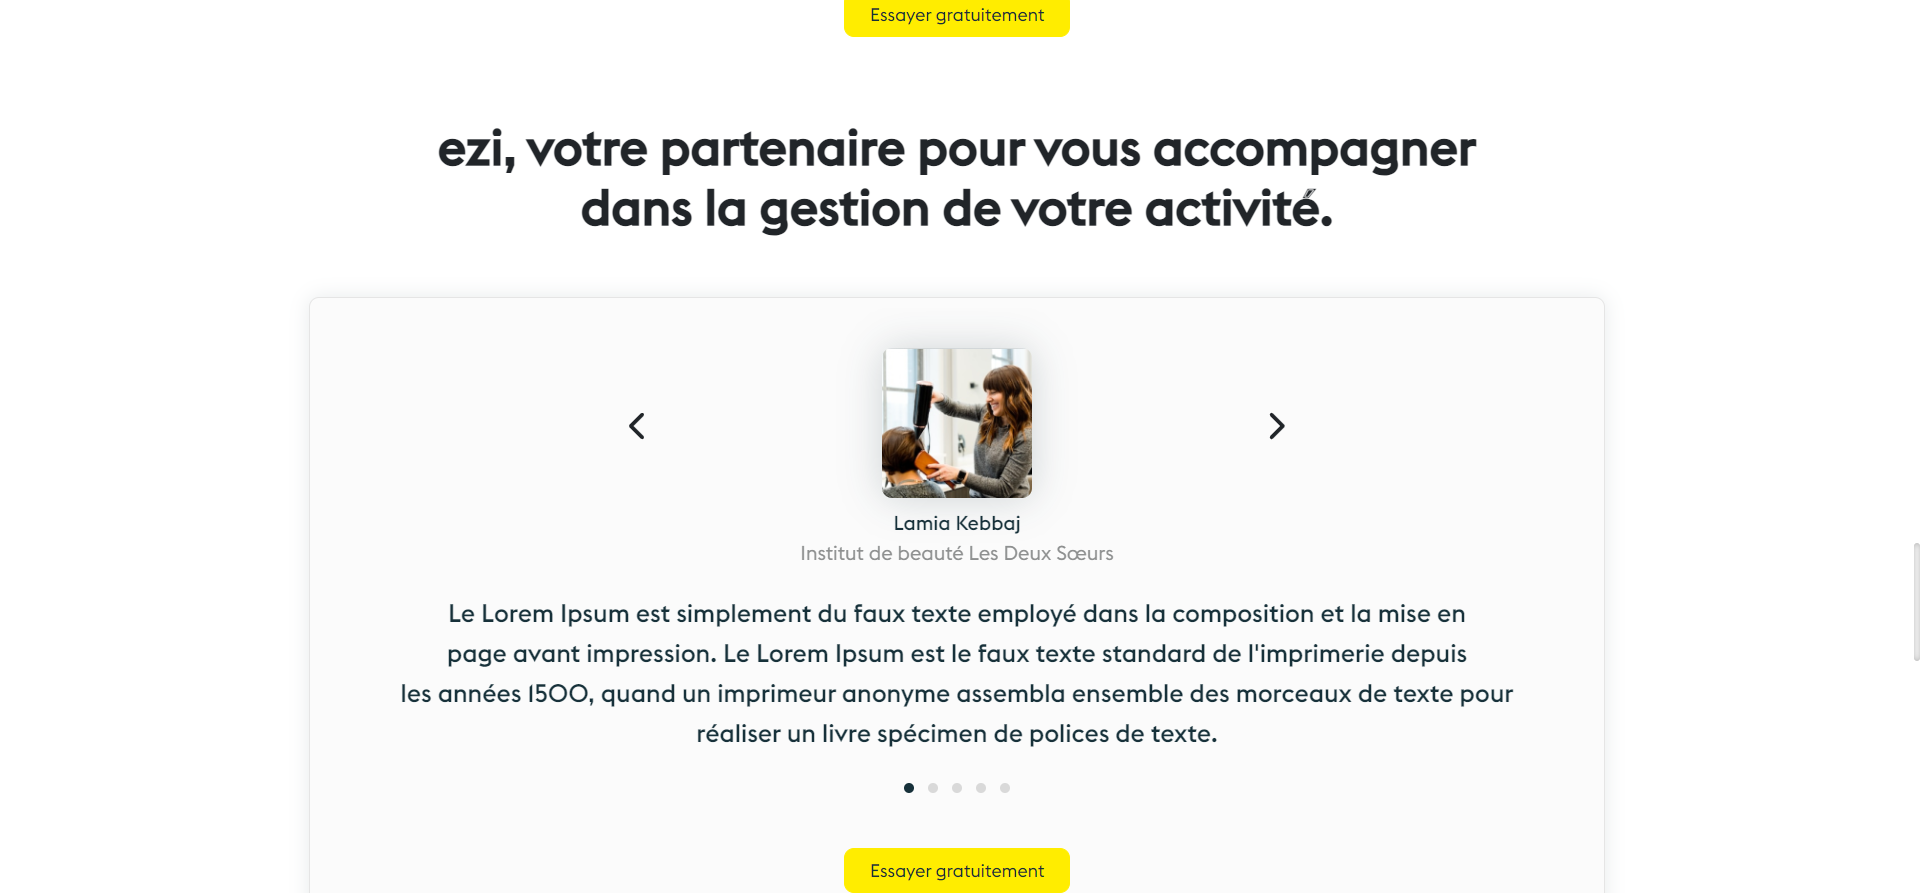 Essayer gratuitement
ezi, votre partenaire pour vous accompagner
dans la gestion de votre activité.
Lamia Kebbaj
Institut de beauté Les Deux Sœurs
Le Lorem Ipsum est simplement du faux texte employé dans la composition et la mise en
page avant impression. Le Lorem Ipsum est le faux texte standard de l'imprimerie depuis
les années 1500, quand un imprimeur anonyme assembla ensemble des morceaux de texte pour
réaliser un livre spécimen de polices de texte.
Essayer gratuitement